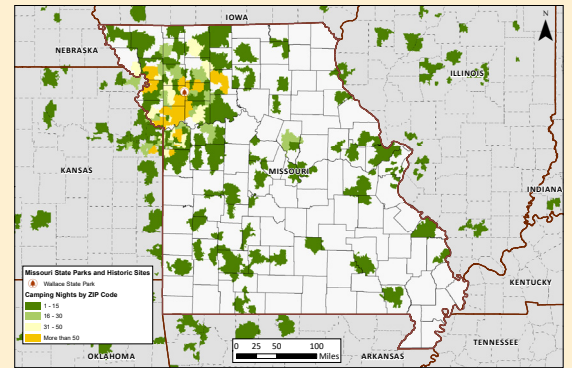 IOWA
N
NEBRASKA
ILLINOIS
KANSAS
MISSOURI
INDIANA
Missouri State Parks and Historic Sites
Wallace State Park
Camping Nights by ZIP Code
1 - 15
16 - 30
31 - 50
More than 50
KENTUCKY
TENNESSEE
OKLAHOMA
0 25 50 100
Miles
ARKANSAS